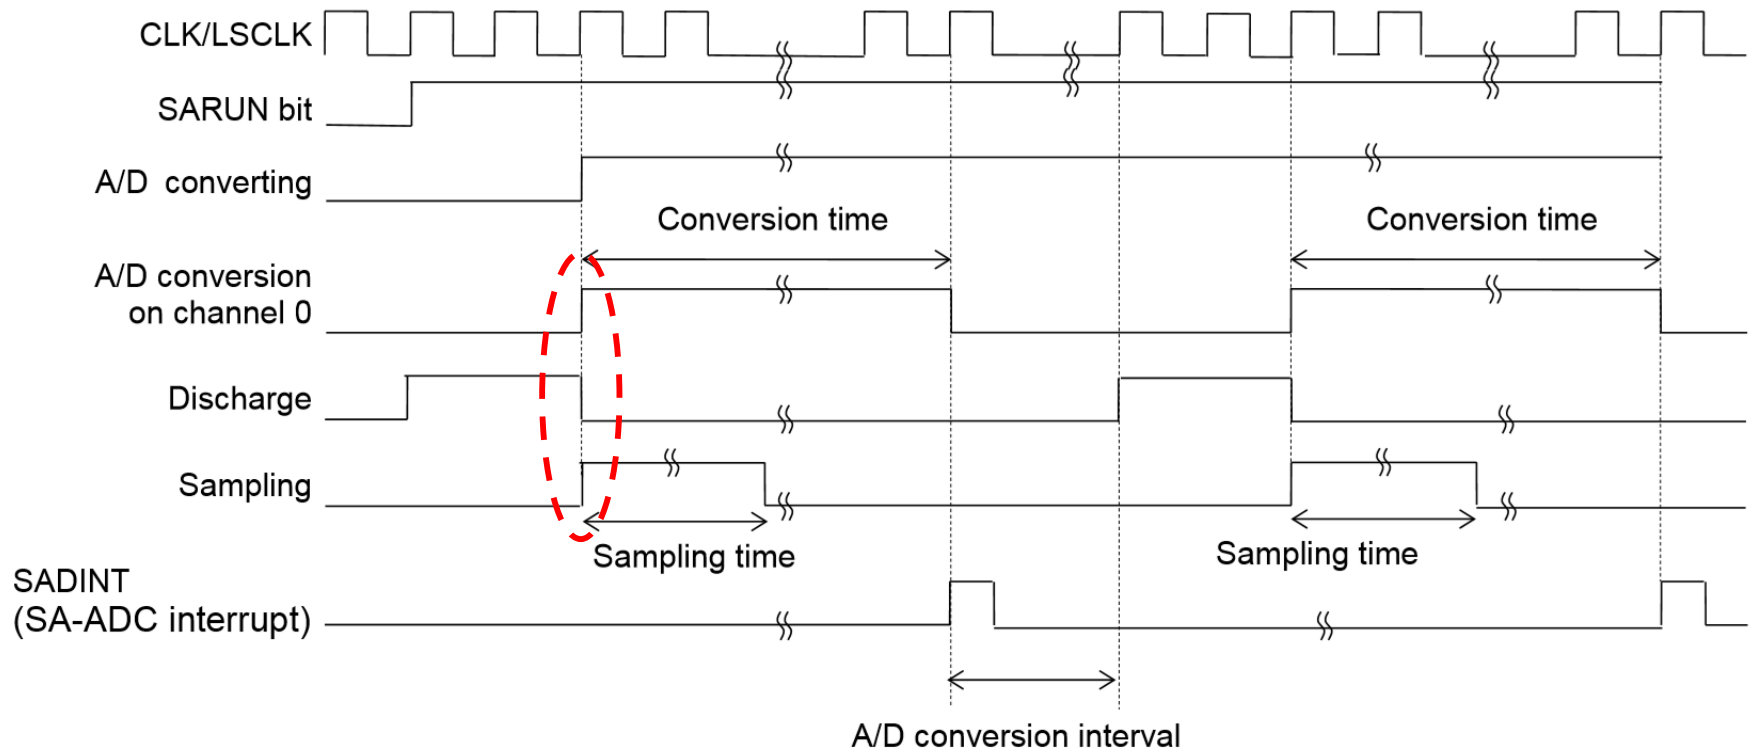 CLK/LSCLK
SARUN bit
A/D  converting
Conversion time
Conversion time
A/D conversion
on channel 0
Discharge
Sampling
Sampling time
Sampling time
SADINT
(SA-ADC interrupt)
A/D conversion interval